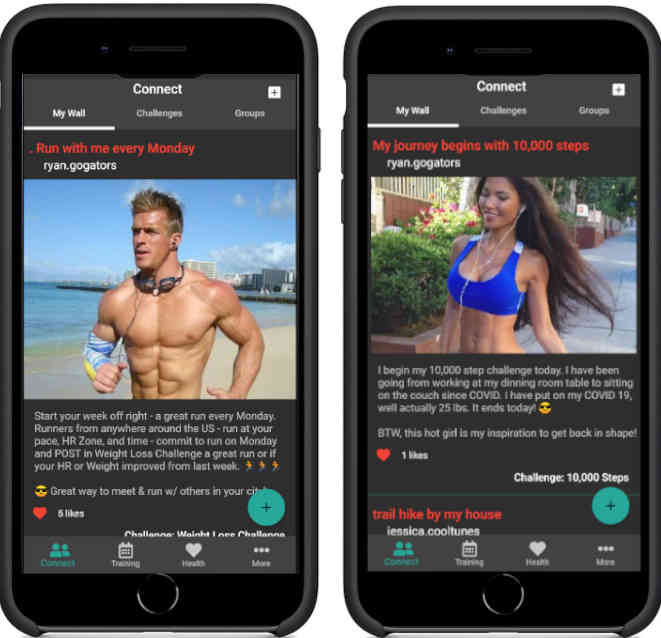 Connect
My Wall Challenges Groups
. Run with me every Monday
ryan.gogators
Start your week off right - a great run every Monday.
Runners from anywhere around the US - run at your
pace, HR Zone, and time - commit to run on Monday
and POST in Weight Loss Challenge a great run or if
your HR or Weight improved from last week. 🏃🏃🏃
😎 Great way to meet & run w/ others in your city!
5 likes
Challenge: Weight Loss Challenge
+
Connect Training Health More
Connect
My Wall Challenges Groups
My journey begins with 10,000 steps
ryan.gogators
I begin my 10,000 step challenge today. I have been
going from working at my dinning room table to sitting
on the couch since COVID. I have put on my COVID 19,
well actually 25 lbs. It ends today! 😎
BTW, this hot girl is my inspiration to get back in shape!
1 likes
Challenge: 10,000 Steps
+
trail hike by my house
jessica.cooltunes
Connect Training Health More